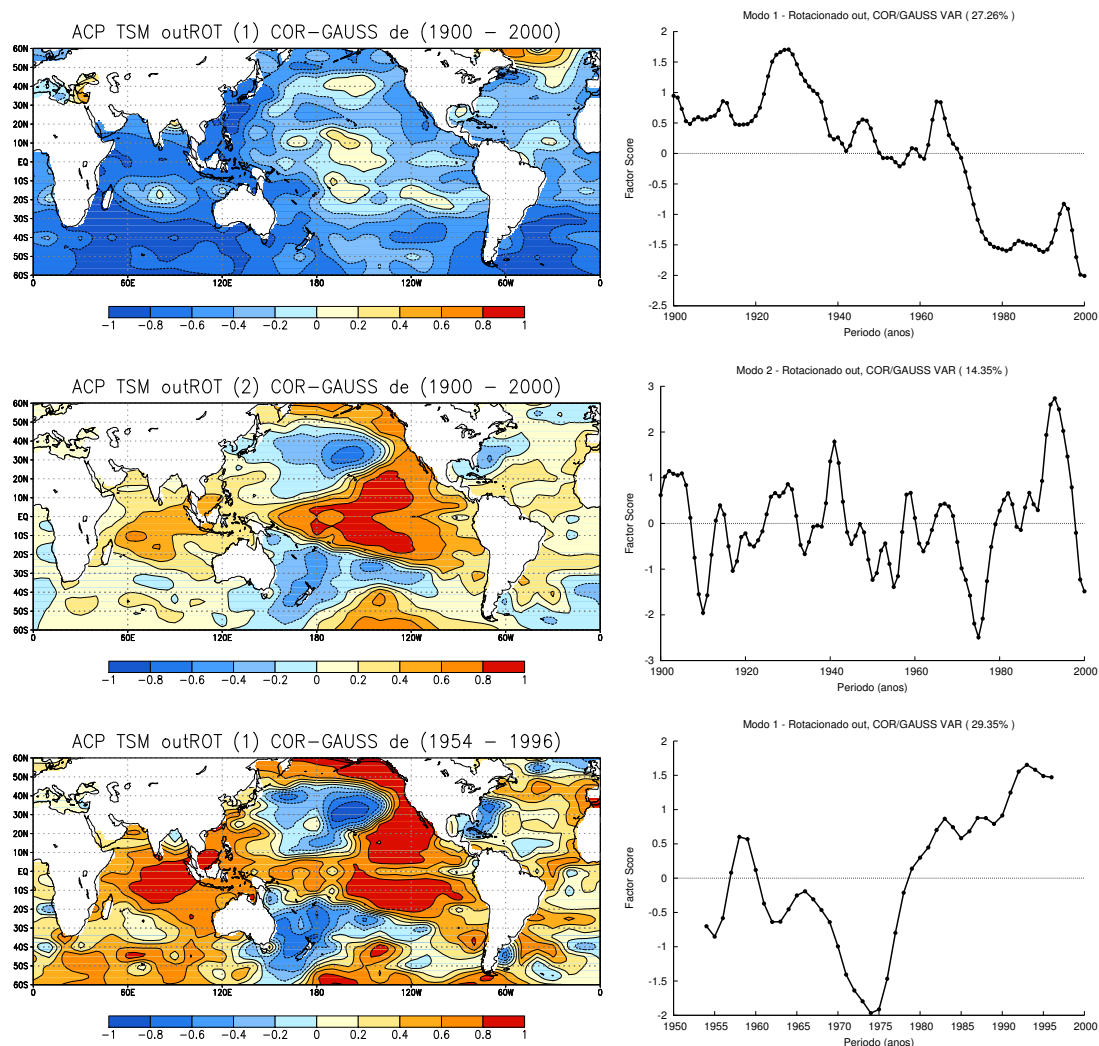 ACP TSM outROT (1) COR-GAUSS de (1900 - 2000)
60N
50N
40N
30N
20N
10N
EQ
10S
20S
30S
40S
50S
60S
0 60E 120E 180 120W 60W 0
-1 -0.8 -0.6 -0.4 -0.2 0 0.2 0.4 0.6 0.8 1
Modo 1 - Rotacionado out, COR/GAUSS VAR ( 27.26% )
Factor Score
2
1.5
1
0.5
0
-0.5
-1
-1.5
-2
-2.5
1900 1920 1940 1960 1980 2000
Periodo (anos)
ACP TSM outROT (2) COR-GAUSS de (1900 - 2000)
60N
50N
40N
30N
20N
10N
EQ
10S
20S
30S
40S
50S
60S
0 60E 120E 180 120W 60W 0
-1 -0.8 -0.6 -0.4 -0.2 0 0.2 0.4 0.6 0.8 1
Modo 2 - Rotacionado out, COR/GAUSS VAR ( 14.35% )
Factor Score
3
2
1
0
-1
-2
-3
1900 1920 1940 1960 1980 2000
Periodo (anos)
ACP TSM outROT (1) COR-GAUSS de (1954 - 1996)
60N
50N
40N
30N
20N
10N
EQ
10S
20S
30S
40S
50S
60S
0 60E 120E 180 120W 60W 0
-1 -0.8 -0.6 -0.4 -0.2 0 0.2 0.4 0.6 0.8 1
Modo 1 - Rotacionado out, COR/GAUSS VAR ( 29.35% )
Factor Score
2
1.5
1
0.5
0
-0.5
-1
-1.5
-2
1950 1955 1960 1965 1970 1975 1980 1985 1990 1995 2000
Periodo (anos)